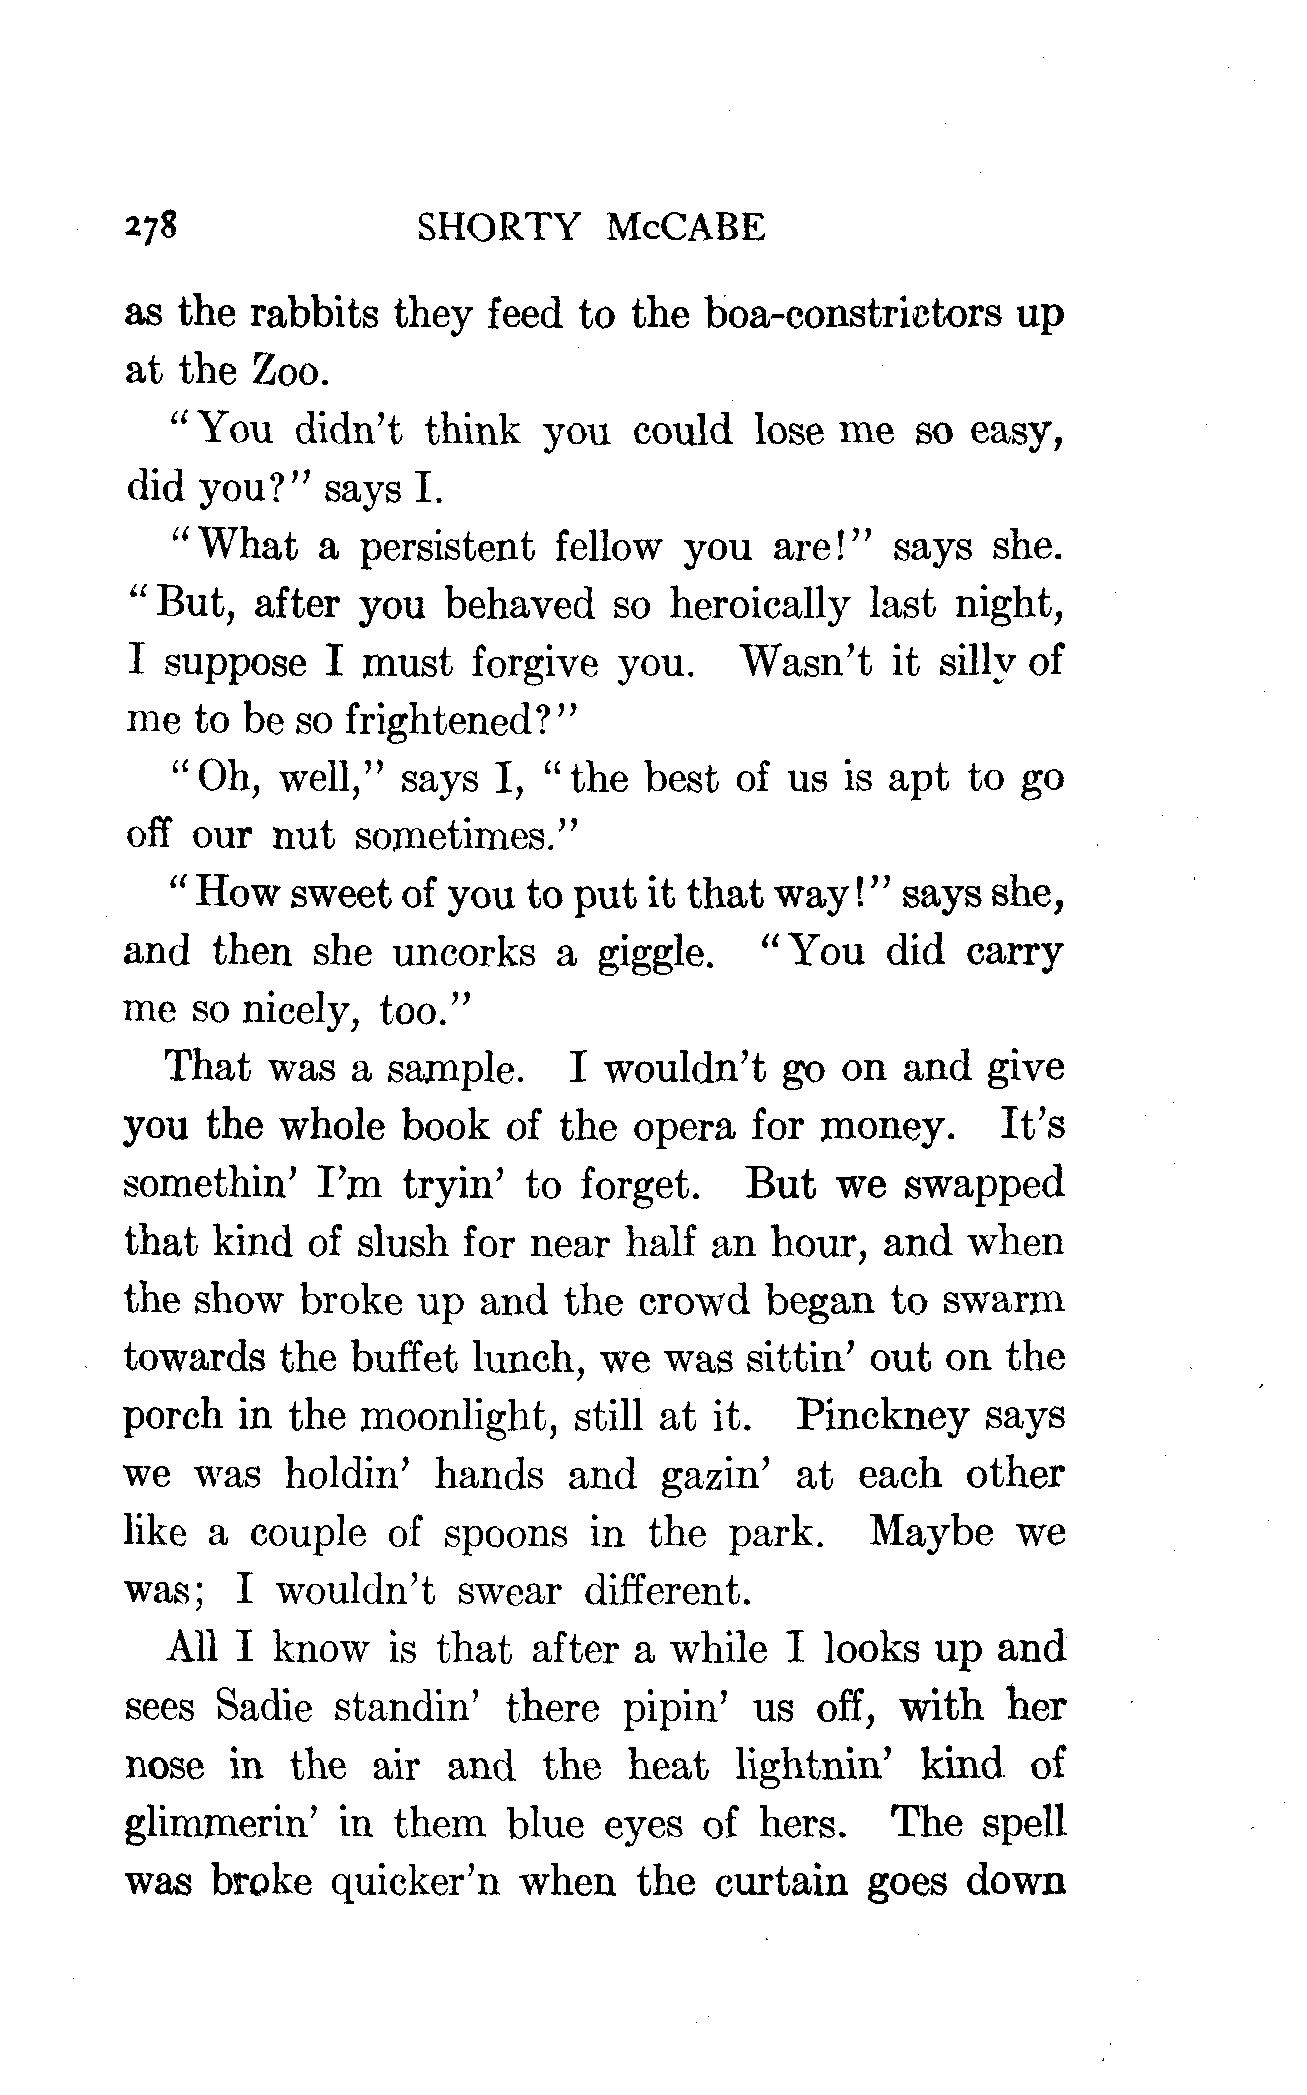 278 SHORTY McCABE
as the rabbits they feed to the boa-constrictors up
at the Zoo.
"You didn't think you could lose me so easy,
did you?" says I.
"What a persistent fellow you are!" says she.
"But, after you behaved so heroically last night,
I suppose I must forgive you. Wasn't it silly of
me to be so frightened?"
"Oh, well," says I, "the best of us is apt to go
off our nut sometimes."
"How sweet of you to put it that way!" says she,
and then she uncorks a giggle. "You did carry
me so nicely, too."
That was a sample. I wouldn't go on and give
you the whole book of the opera for money. It's
somethin' I'm tryin' to forget. But we swapped
that kind of slush for near half an hour, and when
the show broke up and the crowd began to swarm
towards the buffet lunch, we was sittin' out on the
porch in the moonlight, still at it. Pinckney says
we was holdin' hands and gazin' at each other
like a couple of spoons in the park. Maybe we
was; I wouldn't swear different.
All I know is that after a while I looks up and
sees Sadie standin' there pipin' us off, with her
nose in the air and the heat lightnin' kind of
glimmerin' in them blue eyes of hers. The spell
was broke quicker'n when the curtain goes down